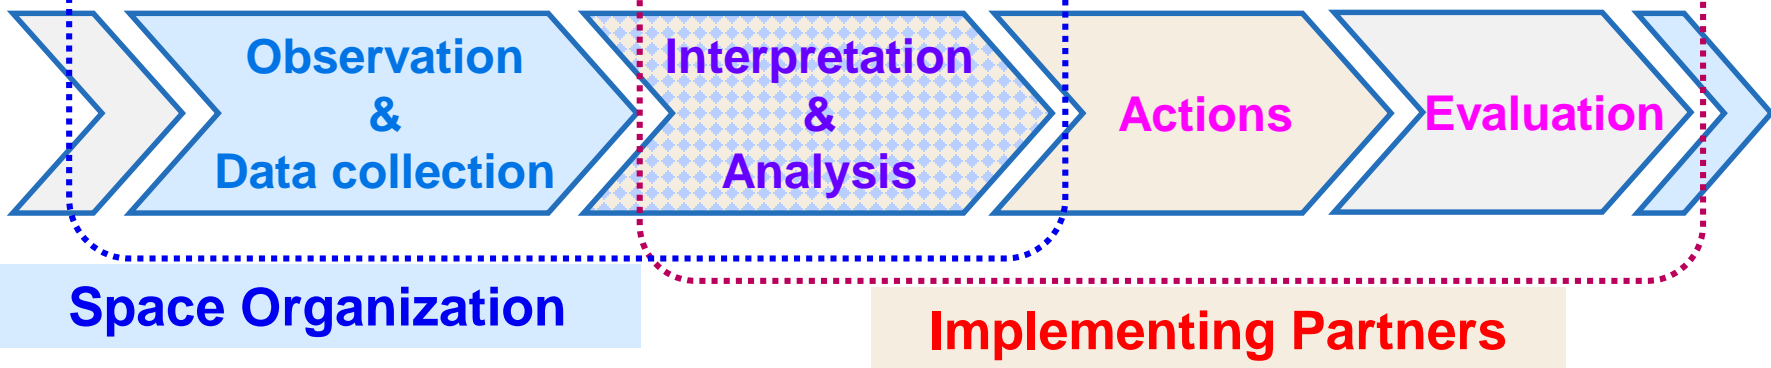 Observation
&
Data collection
Interpretation
&
Analysis
Actions
Evaluation
Space Organization
Implementing Partners